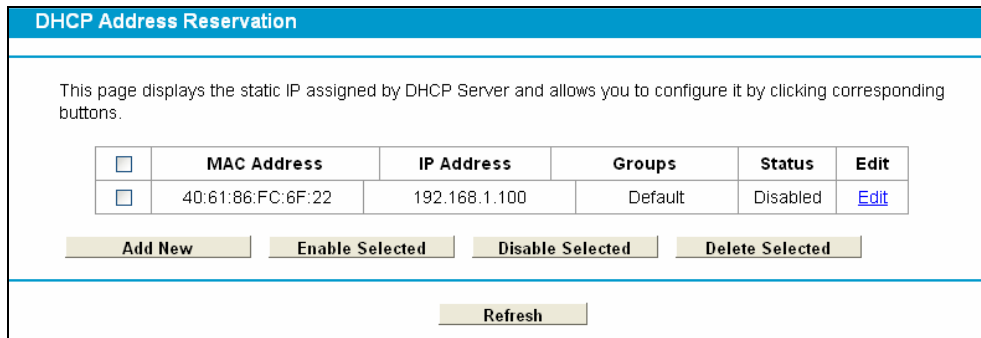 DHCP Address Reservation
This page displays the static IP assigned by DHCP Server and allows you to configure it by clicking corresponding
buttons.
MAC Address IP Address Groups Status Edit
40:61:86:FC:6F:22 192.168.1.100 Default Disabled Edit
Add New Enable Selected Disable Selected Delete Selected
Refresh